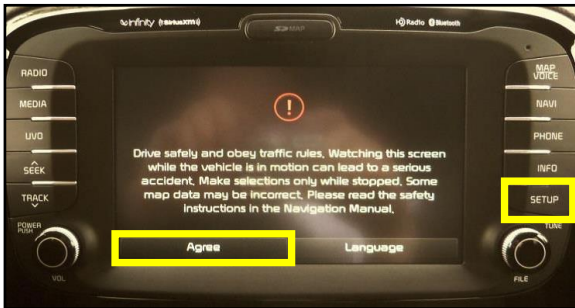 infinity ((SiriusXM))
SD MAP
HD Radio Bluetooth
RADIO
MEDIA
UVO
SEEK
TRACK
POWER
PUSH
VOL
!
Drive safely and obey traffic rules. Watching this screen
while the vehicle is in motion can lead to a serious
accident. Make selections only while stopped. Some
map data may be incorrect. Please read the safety
instructions in the Navigation Manual.
Agree
Language
MAP
VOICE
NAVI
PHONE
INFO
SETUP
TUNE
FILE